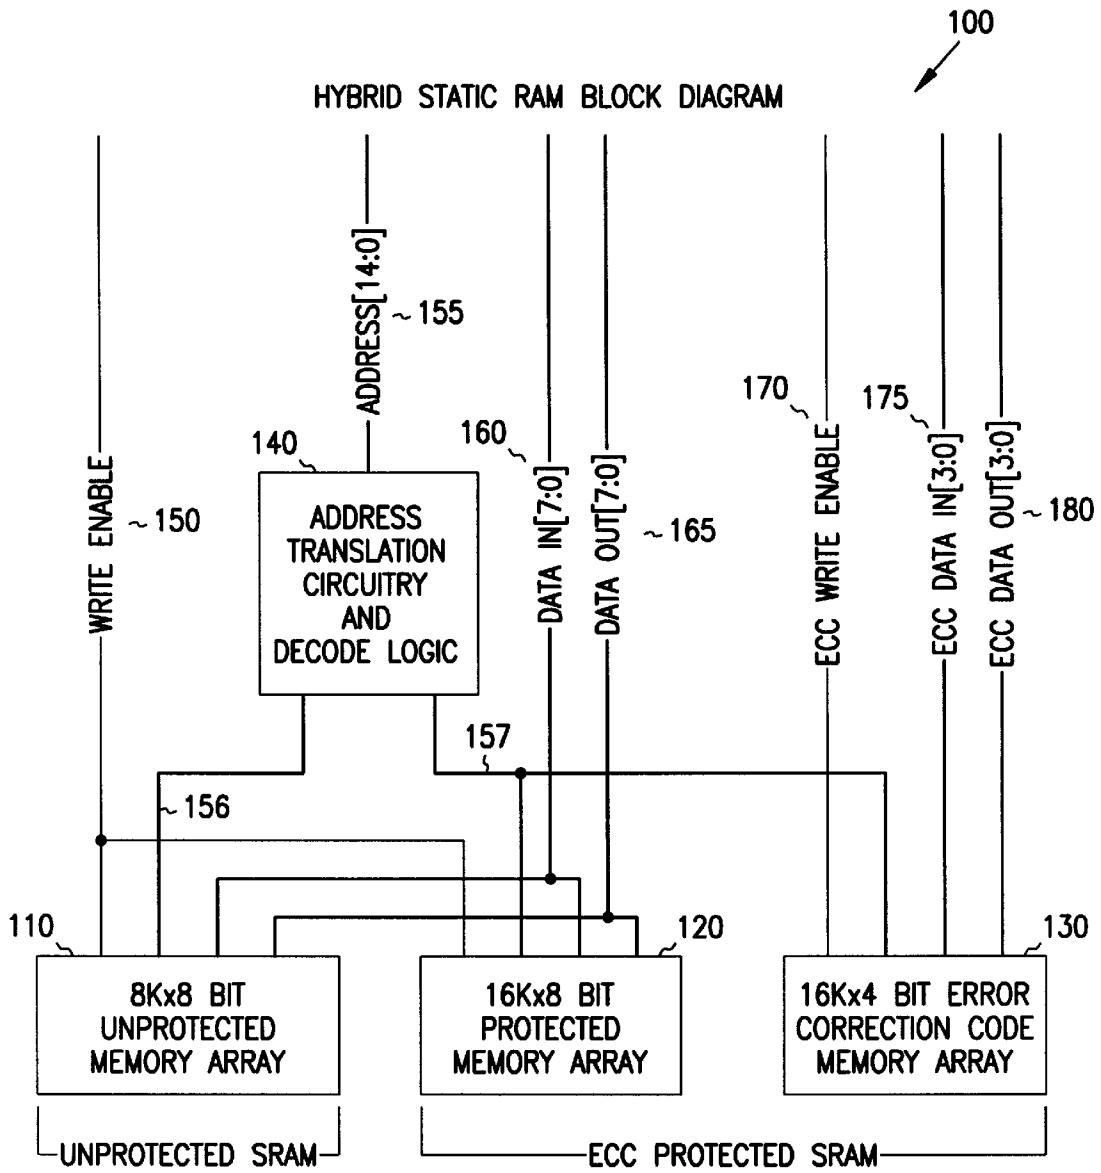 100
HYBRID STATIC RAM BLOCK DIAGRAM
ADDRESS[14:0]
155
170
175
140
160
WRITE ENABLE
150
ADDRESS
TRANSLATION
CIRCUITRY
AND
DECODE LOGIC
DATA IN[7:0]
DATA OUT[7:0]
165
ECC WRITE ENABLE
ECC DATA IN[3:0]
ECC DATA OUT[3:0]
180
157
156
110
120
130
8Kx8 BIT
UNPROTECTED
MEMORY ARRAY
16Kx8 BIT
PROTECTED
MEMORY ARRAY
16Kx4 BIT ERROR
CORRECTION CODE
MEMORY ARRAY
UNPROTECTED SRAM
ECC PROTECTED SRAM